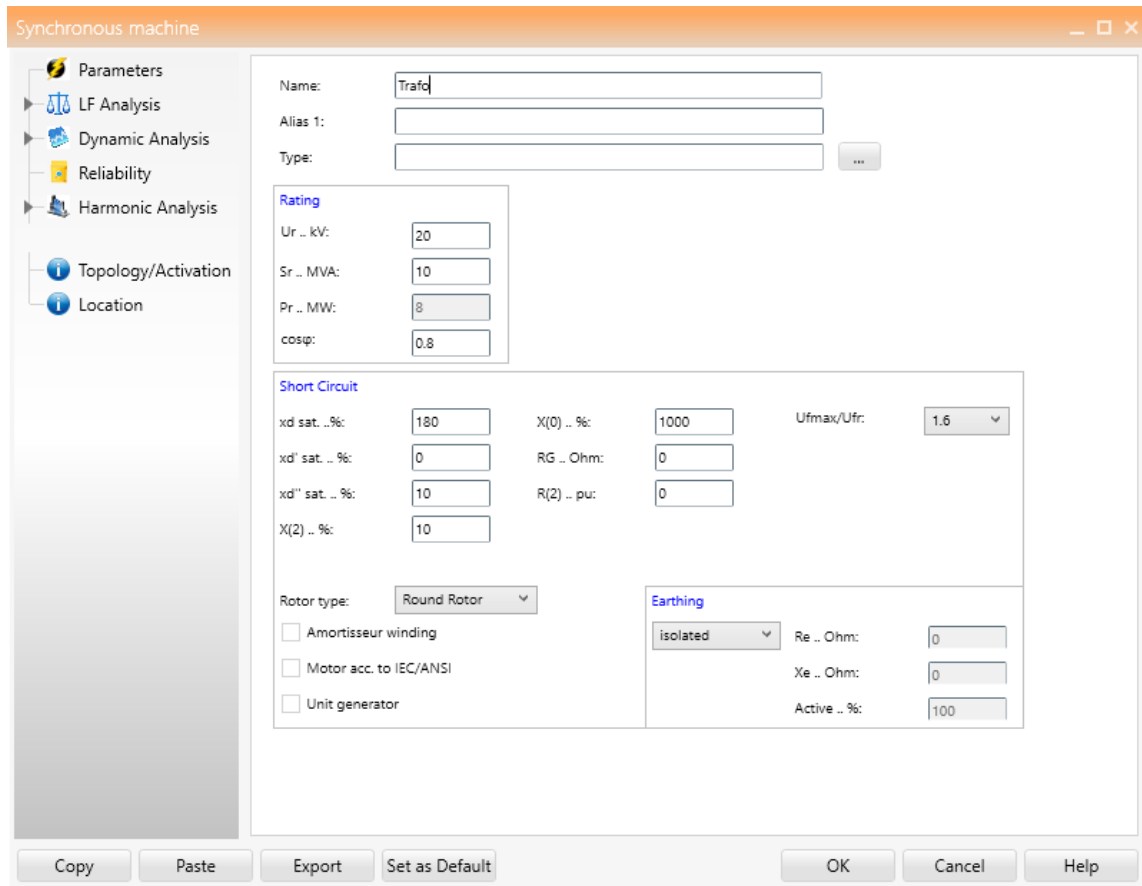 Synchronous machine
Parameters
LF Analysis
Dynamic Analysis
Reliability
Harmonic Analysis
Topology/Activation
Location
Name: Trafo
Alias 1:
Type: ...
Rating
Ur .. kV: 20
Sr .. MVA: 10
Pr .. MW: 8
cosφ: 0.8
Short Circuit
xd sat. ..%: 180 X(0) .. %: 1000 Ufmax/Ufr: 1.6
xd' sat. .. %: 0 RG .. Ohm: 0
xd'' sat. .. %: 10 R(2) .. pu: 0
X(2) .. %: 10
Rotor type: Round Rotor
Amortisseur winding
Motor acc. to IEC/ANSI
Unit generator
Earthing
isolated Re .. Ohm: 0
Xe .. Ohm: 0
Active .. %: 100
Copy Paste Export Set as Default OK Cancel Help